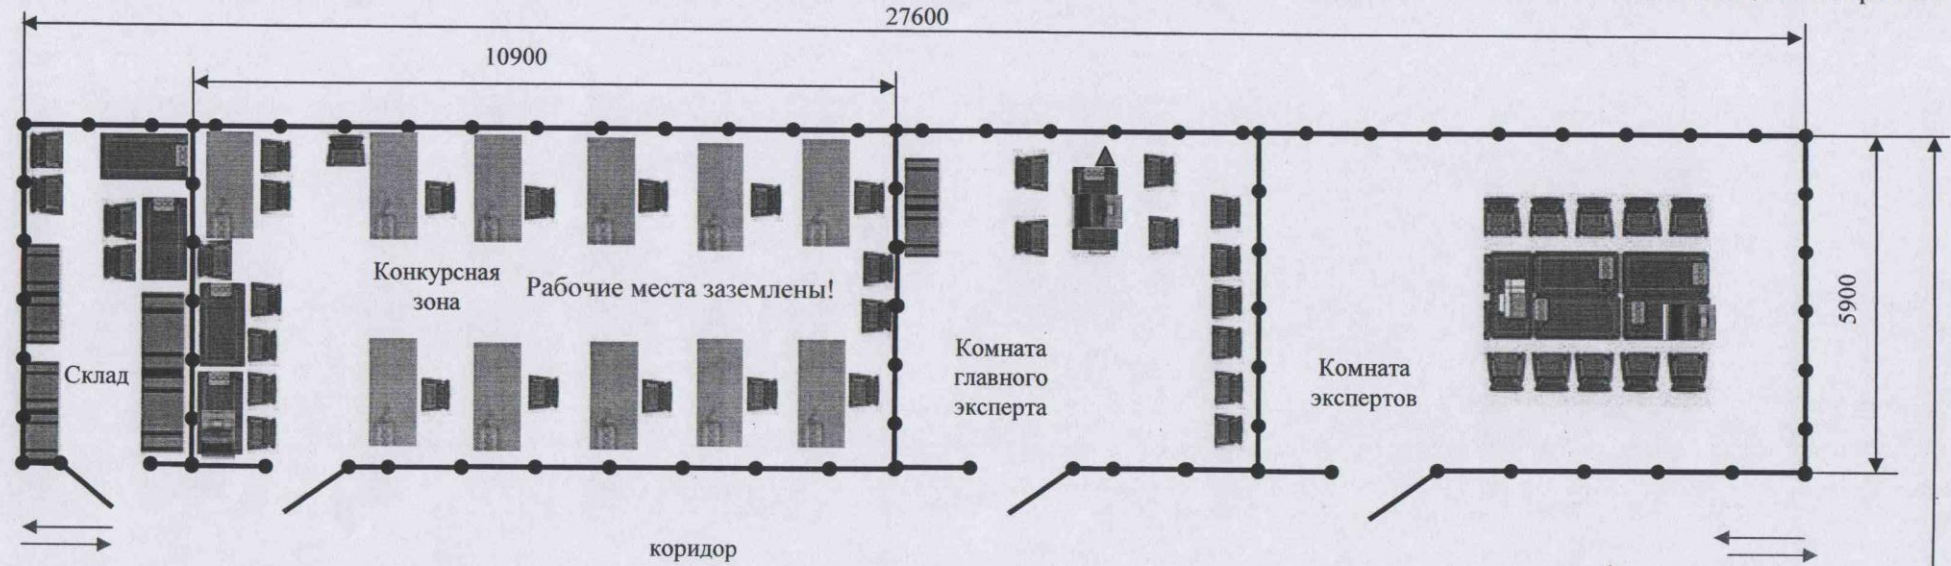 27600
10900
Конкурсная
зона
Рабочие места заземлены!
5900
Склад
Комната
главного
эксперта
Комната
экспертов
коридор